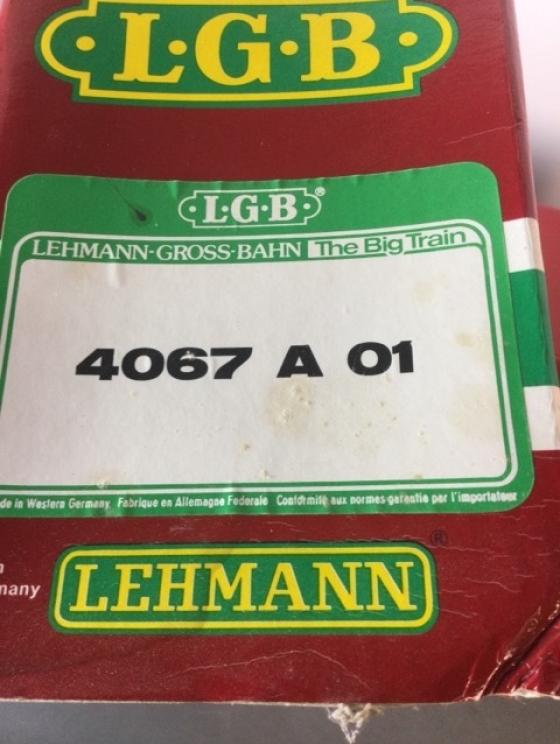 L·G·B
L·G·B®
LEHMANN-GROSS-BAHN The Big Train
4067 A 01
de in Western Germany Fabriqué en Allemagne Federale Conformité aux normes garantie par l'importateur
®
many
LEHMANN